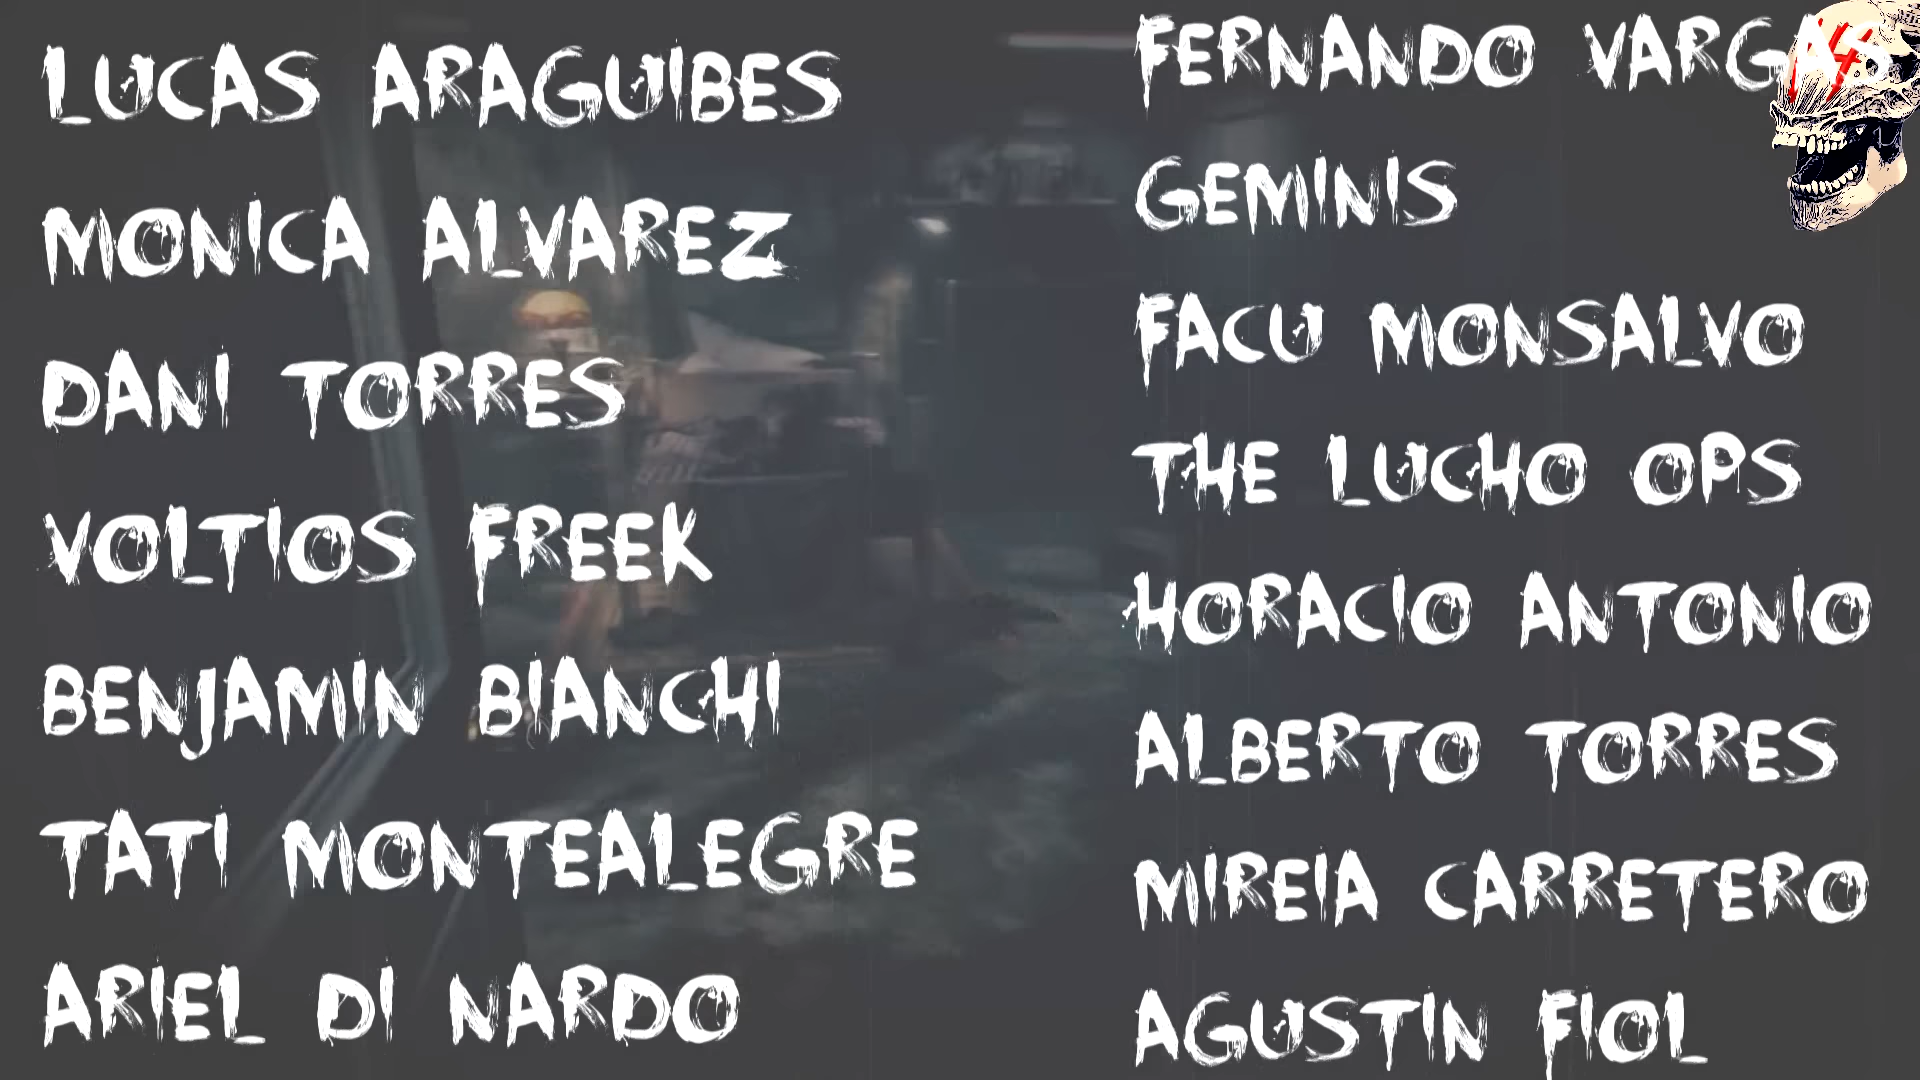 LUCAS ARAGUIBES
MONICA ALVAREZ
DANI TORRES
VOLTIOS FREEK
BENJAMIN BIANCHI
TATI MONTEALEGRE
ARIEL DI NARDO
FERNANDO VARGAS
GEMINIS
FACU MONSALVO
THE LUCHO OPS
HORACIO ANTONIO
ALBERTO TORRES
MIREIA CARRETERO
AGUSTIN FIOL